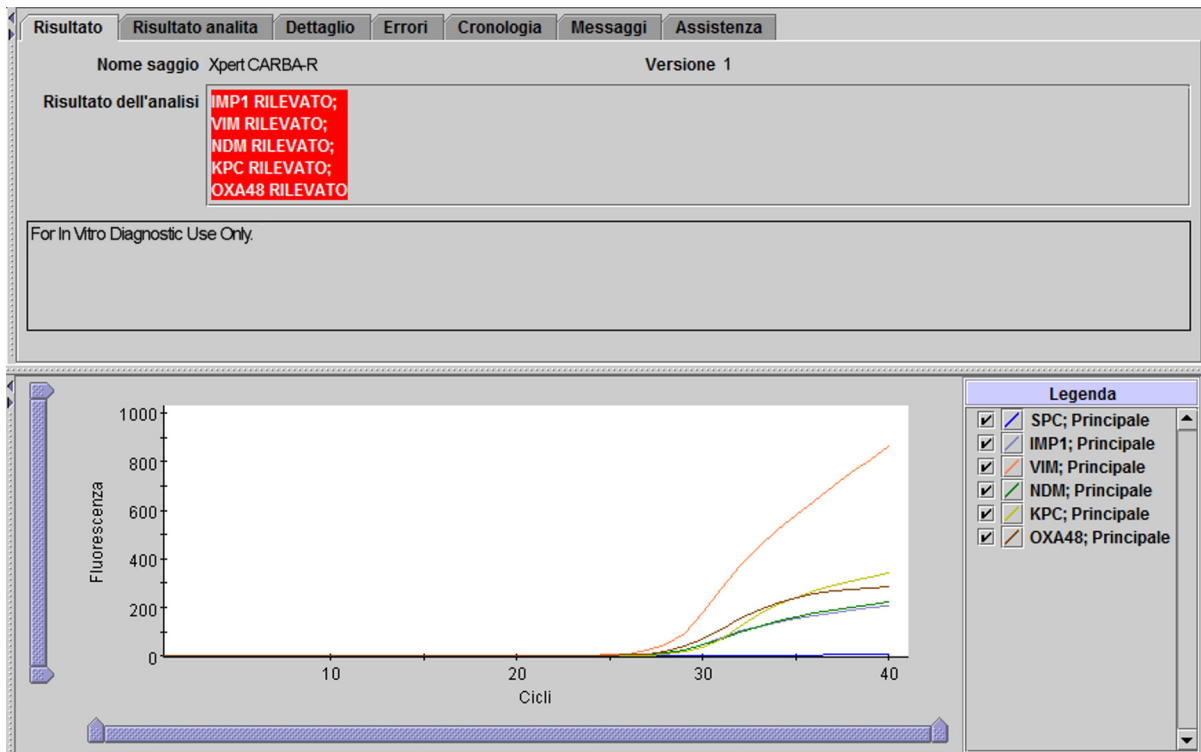 Risultato Risultato analita Dettaglio Errori Cronologia Messaggi Assistenza
Nome saggio Xpert CARBA-R Versione 1
Risultato dell'analisi IMP1 RILEVATO;
VIM RILEVATO;
NDM RILEVATO;
KPC RILEVATO;
OXA48 RILEVATO
For In Vitro Diagnostic Use Only.
1000
800
600
400
200
0
Fluorescenza
10 20 30 40
Cicli
Legenda
SPC; Principale
IMP1; Principale
VIM; Principale
NDM; Principale
KPC; Principale
OXA48; Principale